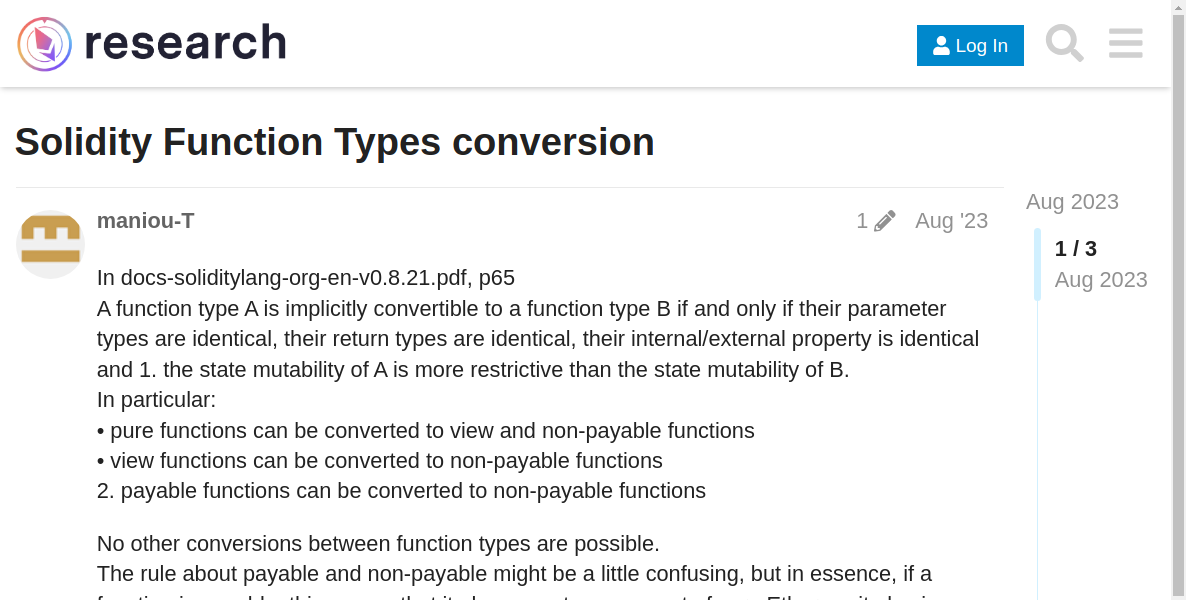 research
Log In
Solidity Function Types conversion
maniou-T
1
Aug '23
Aug 2023
1 / 3
Aug 2023
In docs-soliditylang-org-en-v0.8.21.pdf, p65
A function type A is implicitly convertible to a function type B if and only if their parameter
types are identical, their return types are identical, their internal/external property is identical
and 1. the state mutability of A is more restrictive than the state mutability of B.
In particular:
• pure functions can be converted to view and non-payable functions
• view functions can be converted to non-payable functions
2. payable functions can be converted to non-payable functions
No other conversions between function types are possible.
The rule about payable and non-payable might be a little confusing, but in essence, if a